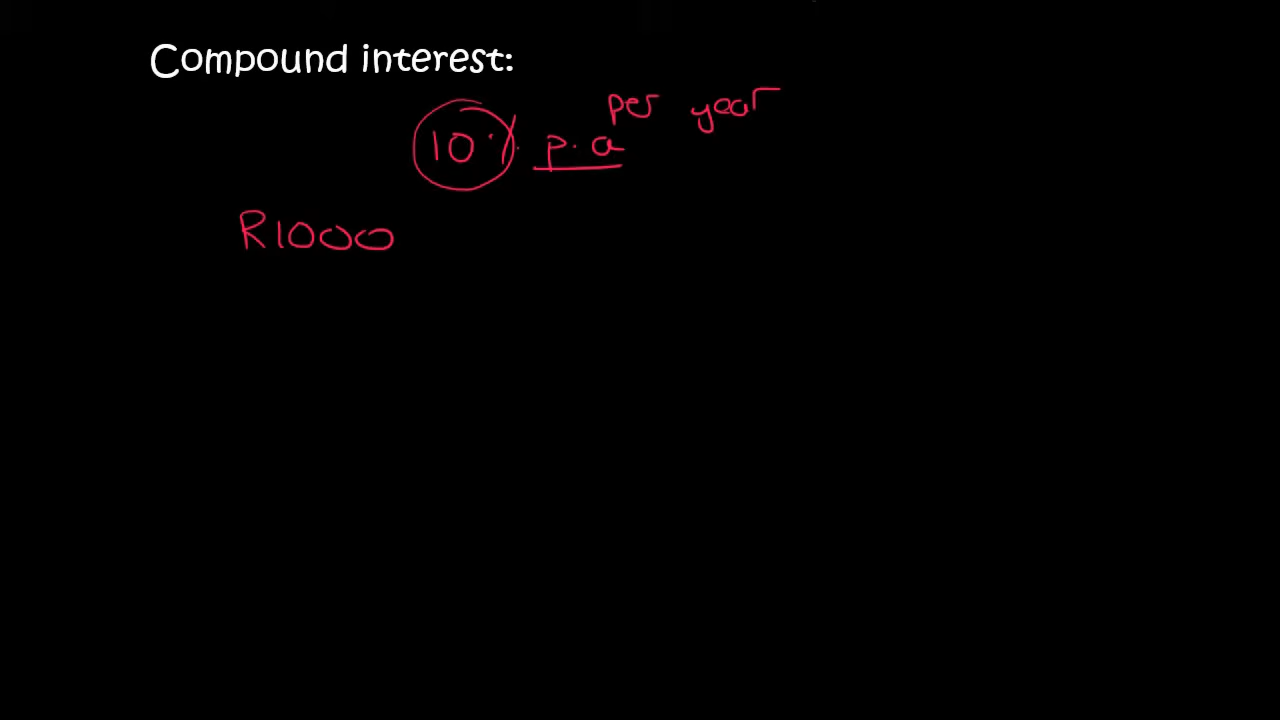 Compound interest:
per year
10% p.a
R1000